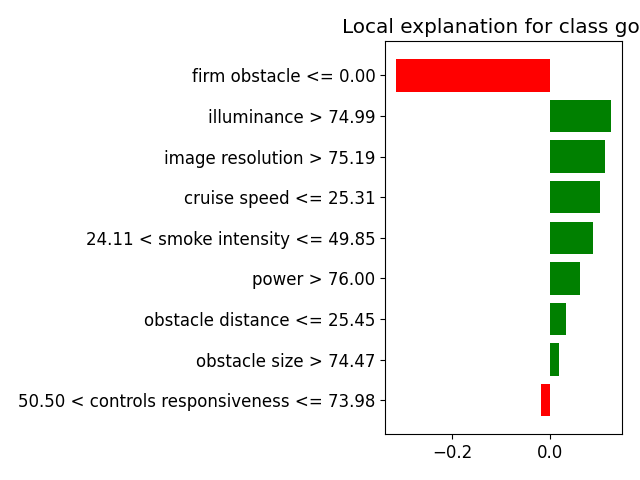 Local explanation for class go
firm obstacle <= 0.00
illuminance > 74.99
image resolution > 75.19
cruise speed <= 25.31
24.11 < smoke intensity <= 49.85
power > 76.00
obstacle distance <= 25.45
obstacle size > 74.47
50.50 < controls responsiveness <= 73.98
−0.2 0.0